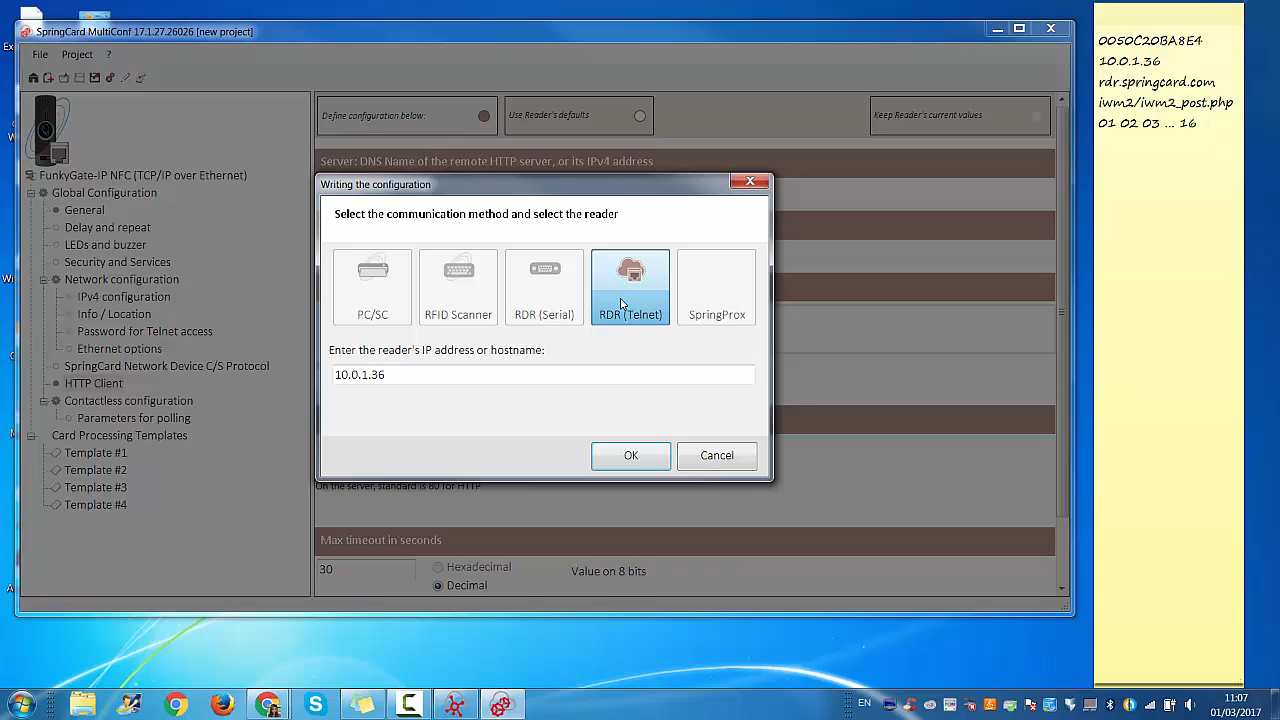 SpringCard MultiConf 17.1.27.26026 [new project]
File Project ?
Define configuration below:
Use Reader's defaults
Keep Reader's current values
Server: DNS Name of the remote HTTP server, or its IPv4 address
FunkyGate-IP NFC (TCP/IP over Ethernet)
Global Configuration
General
Delay and repeat
LEDs and buzzer
Security and Services
Network configuration
IPv4 configuration
Info / Location
Password for Telnet access
Ethernet options
SpringCard Network Device C/S Protocol
HTTP Client
Contactless configuration
Parameters for polling
Card Processing Templates
Template #1
Template #2
Template #3
Template #4
Writing the configuration
Select the communication method and select the reader
PC/SC
RFID Scanner
RDR (Serial)
RDR (Telnet)
SpringProx
Enter the reader's IP address or hostname:
10.0.1.36
OK
Cancel
On the server, standard is 80 for HTTP
Max timeout in seconds
30
Hexadecimal
Decimal
Value on 8 bits
0050C20BA8E4
10.0.1.36
rdr.springcard.com
iwm2/iwm2_post.php
01 02 03 ... 16
EN
11:07
01/03/2017